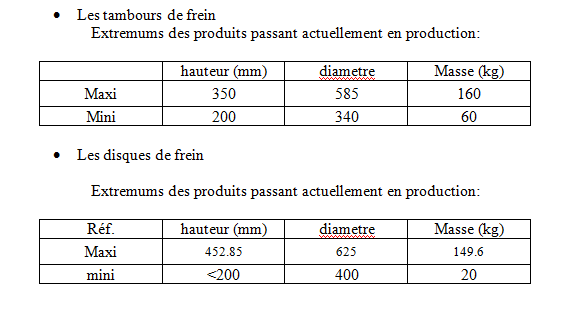 • Les tambours de frein
Extremums des produits passant actuellement en production:
hauteur (mm) diametre Masse (kg)
Maxi 350 585 160
Mini 200 340 60
• Les disques de frein
Extremums des produits passant actuellement en production:
Réf. hauteur (mm) diametre Masse (kg)
Maxi 452.85 625 149.6
mini <200 400 20